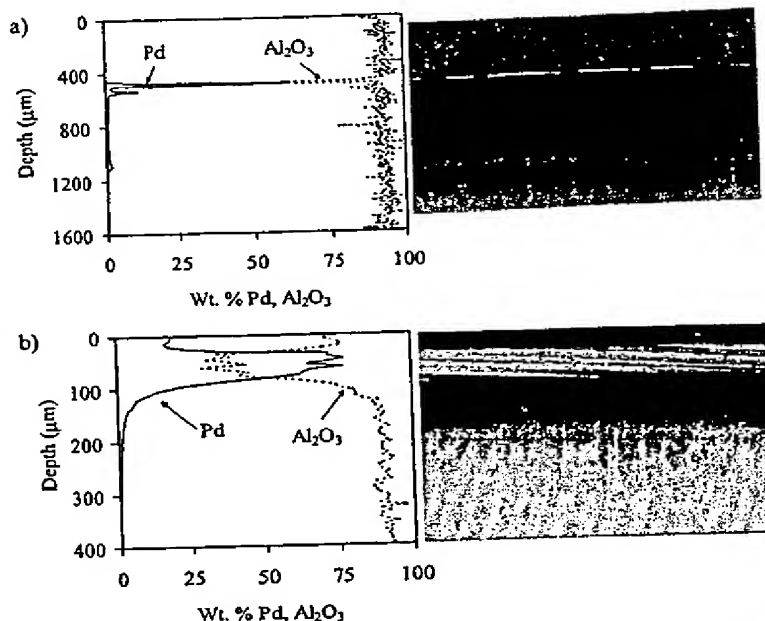 a)
0
400
800
1200
1600
Depth (μm)
Pd
Al₂O₃
0 25 50 75 100
Wt. % Pd, Al₂O₃
b)
0
100
200
300
400
Depth (μm)
Pd
Al₂O₃
0 25 50 75 100
Wt. % Pd, Al₂O₃